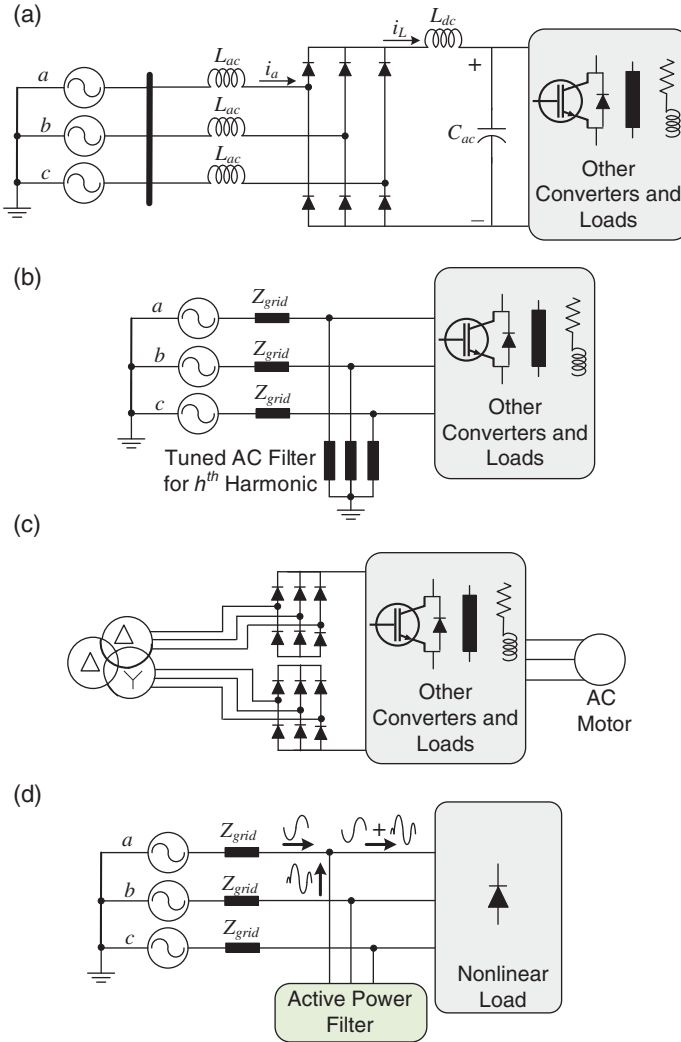 (a)
L_dc
i_L
L_ac
i_a
a
+
L_ac
b
C_ac
L_ac
c
−
Other
Converters and
Loads
(b)
Z_grid
a
Z_grid
b
Z_grid
c
Other
Converters and
Loads
Tuned AC Filter
for h^th Harmonic
(c)
Other
Converters and
Loads
AC
Motor
(d)
Z_grid
+
a
Z_grid
b
Z_grid
c
Nonlinear
Load
Active Power
Filter